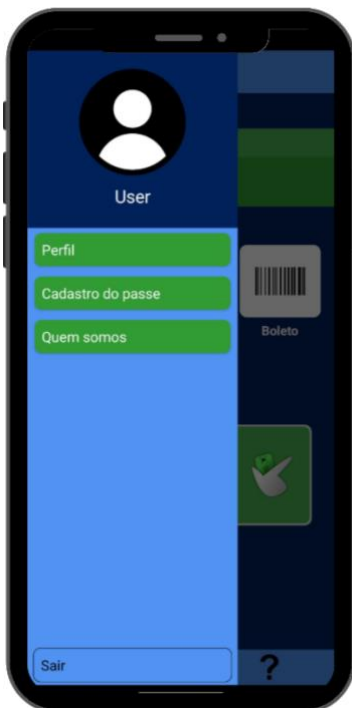 User
Perfil
Cadastro do passe
Boleto
Quem somos
Sair
?